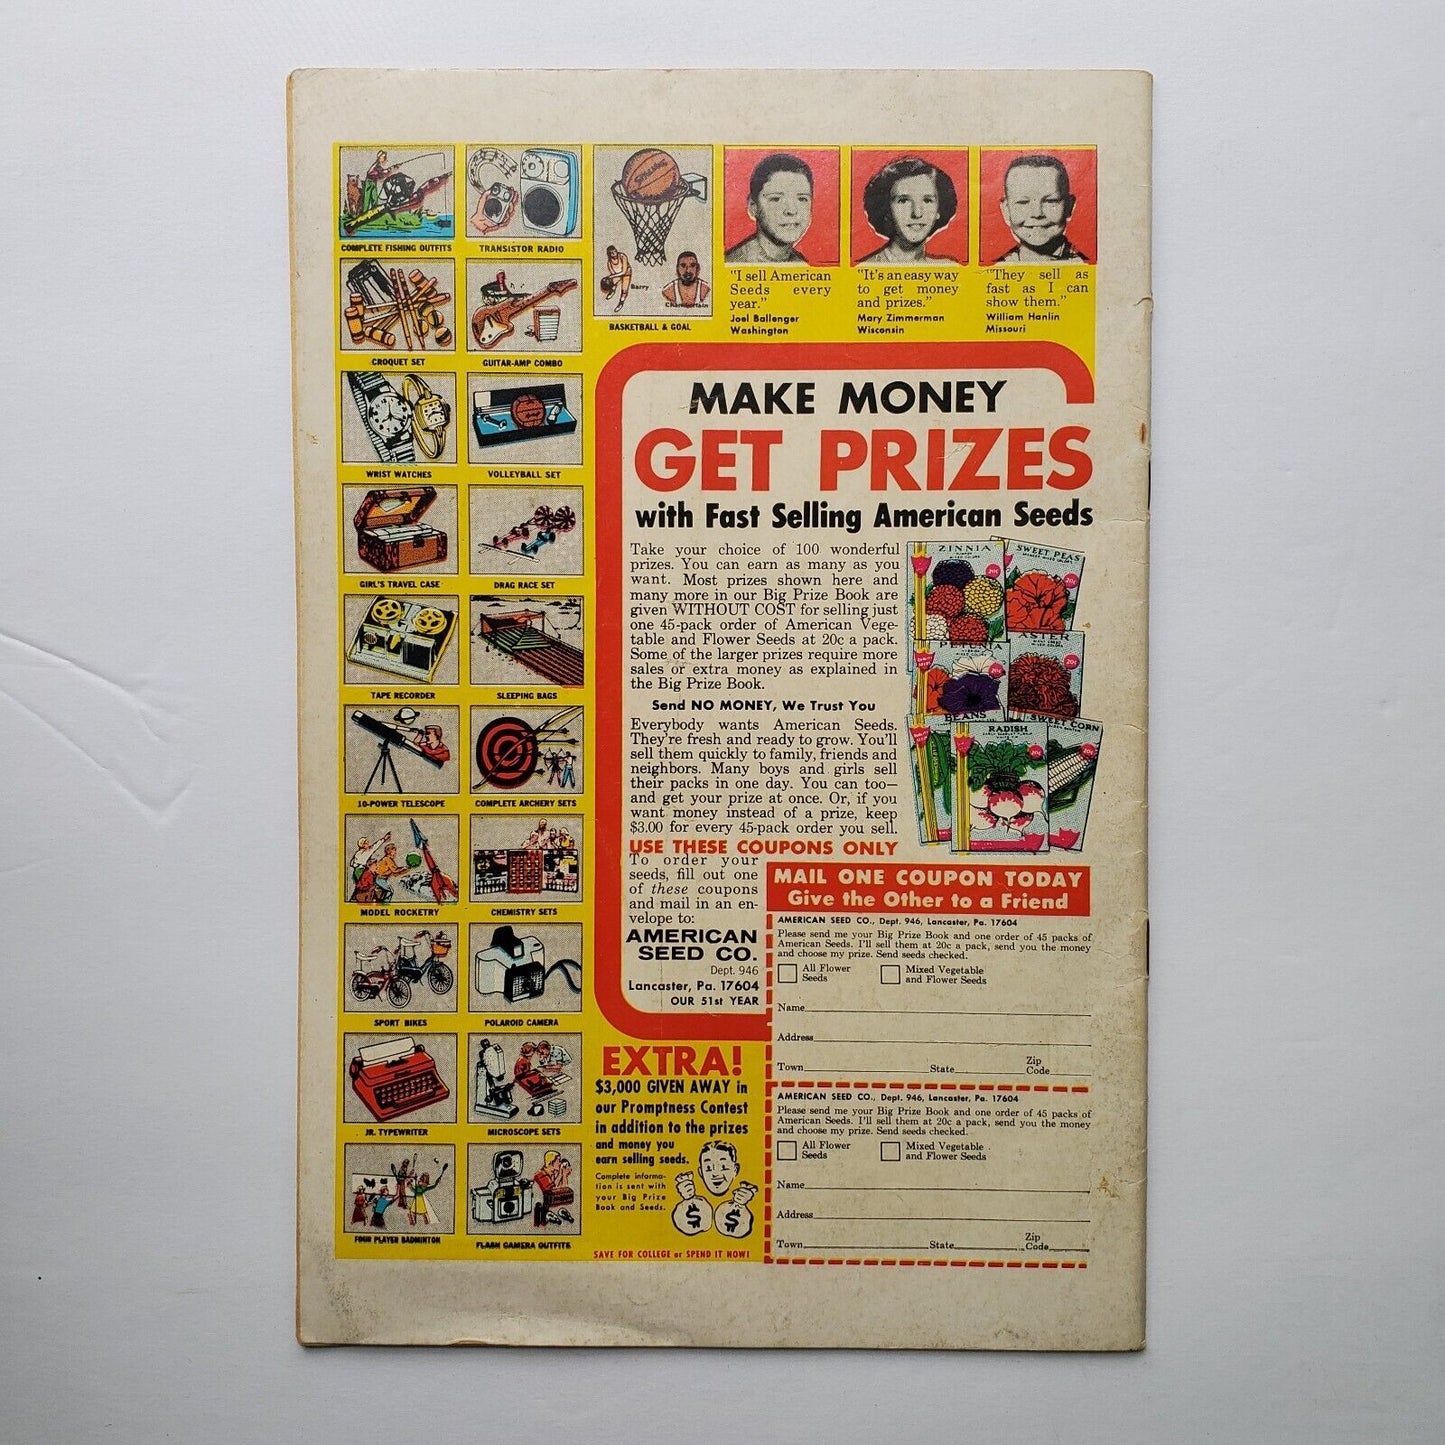 COMPLETE FISHING OUTFITS
TRANSISTOR RADIO
CROQUET SET
GUITAR-AMP COMBO
WRIST WATCHES
VOLLEYBALL SET
GIRL'S TRAVEL CASE
DRAG RACE SET
TAPE RECORDER
SLEEPING BAGS
10-POWER TELESCOPE
COMPLETE ARCHERY SETS
MODEL ROCKETRY
CHEMISTRY SETS
SPORT BIKES
POLAROID CAMERA
JR. TYPEWRITER
MICROSCOPE SETS
FOUR PLAYER BADMINTON
FLASH CAMERA OUTFITS
Spalding
Barry
Chamberlain
BASKETBALL & GOAL
"I sell American
Seeds every
year."
Joel Ballenger
Washington
"It's an easy way
to get money
and prizes."
Mary Zimmerman
Wisconsin
"They sell as
fast as I can
show them."
William Hanlin
Missouri
MAKE MONEY
GET PRIZES
with Fast Selling American Seeds
Take your choice of 100 wonderful
prizes. You can earn as many as you
want. Most prizes shown here and
many more in our Big Prize Book are
given WITHOUT COST for selling just
one 45-pack order of American Vege-
table and Flower Seeds at 20c a pack.
Some of the larger prizes require more
sales or extra money as explained in
the Big Prize Book.
Send NO MONEY, We Trust You
Everybody wants American Seeds.
They're fresh and ready to grow. You'll
sell them quickly to family, friends and
neighbors. Many boys and girls sell
their packs in one day. You can too—
and get your prize at once. Or, if you
want money instead of a prize, keep
$3.00 for every 45-pack order you sell.
USE THESE COUPONS ONLY
To order your
seeds, fill out one
of these coupons
and mail in an en-
velope to:
AMERICAN
SEED CO.
Dept. 946
Lancaster, Pa. 17604
OUR 51st YEAR
ZINNIA
20c
SWEET PEAS
20c
PETUNIA
20c
ASTER
20c
BEANS
RADISH
20c
SWEET CORN
20c
MAIL ONE COUPON TODAY
Give the Other to a Friend
AMERICAN SEED CO., Dept. 946, Lancaster, Pa. 17604
Please send me your Big Prize Book and one order of 45 packs of
American Seeds. I'll sell them at 20c a pack, send you the money
and choose my prize. Send seeds checked.
All Flower
Seeds
Mixed Vegetable
and Flower Seeds
Name
Address
Town State Zip Code
AMERICAN SEED CO., Dept. 946, Lancaster, Pa. 17604
Please send me your Big Prize Book and one order of 45 packs of
American Seeds. I'll sell them at 20c a pack, send you the money
and choose my prize. Send seeds checked.
All Flower
Seeds
Mixed Vegetable
and Flower Seeds
Name
Address
Town State Zip Code
EXTRA!
$3,000 GIVEN AWAY in
our Promptness Contest
in addition to the prizes
and money you
earn selling seeds.
Complete informa-
tion is sent with
your Big Prize
Book and Seeds.
$ $
SAVE FOR COLLEGE or SPEND IT NOW!